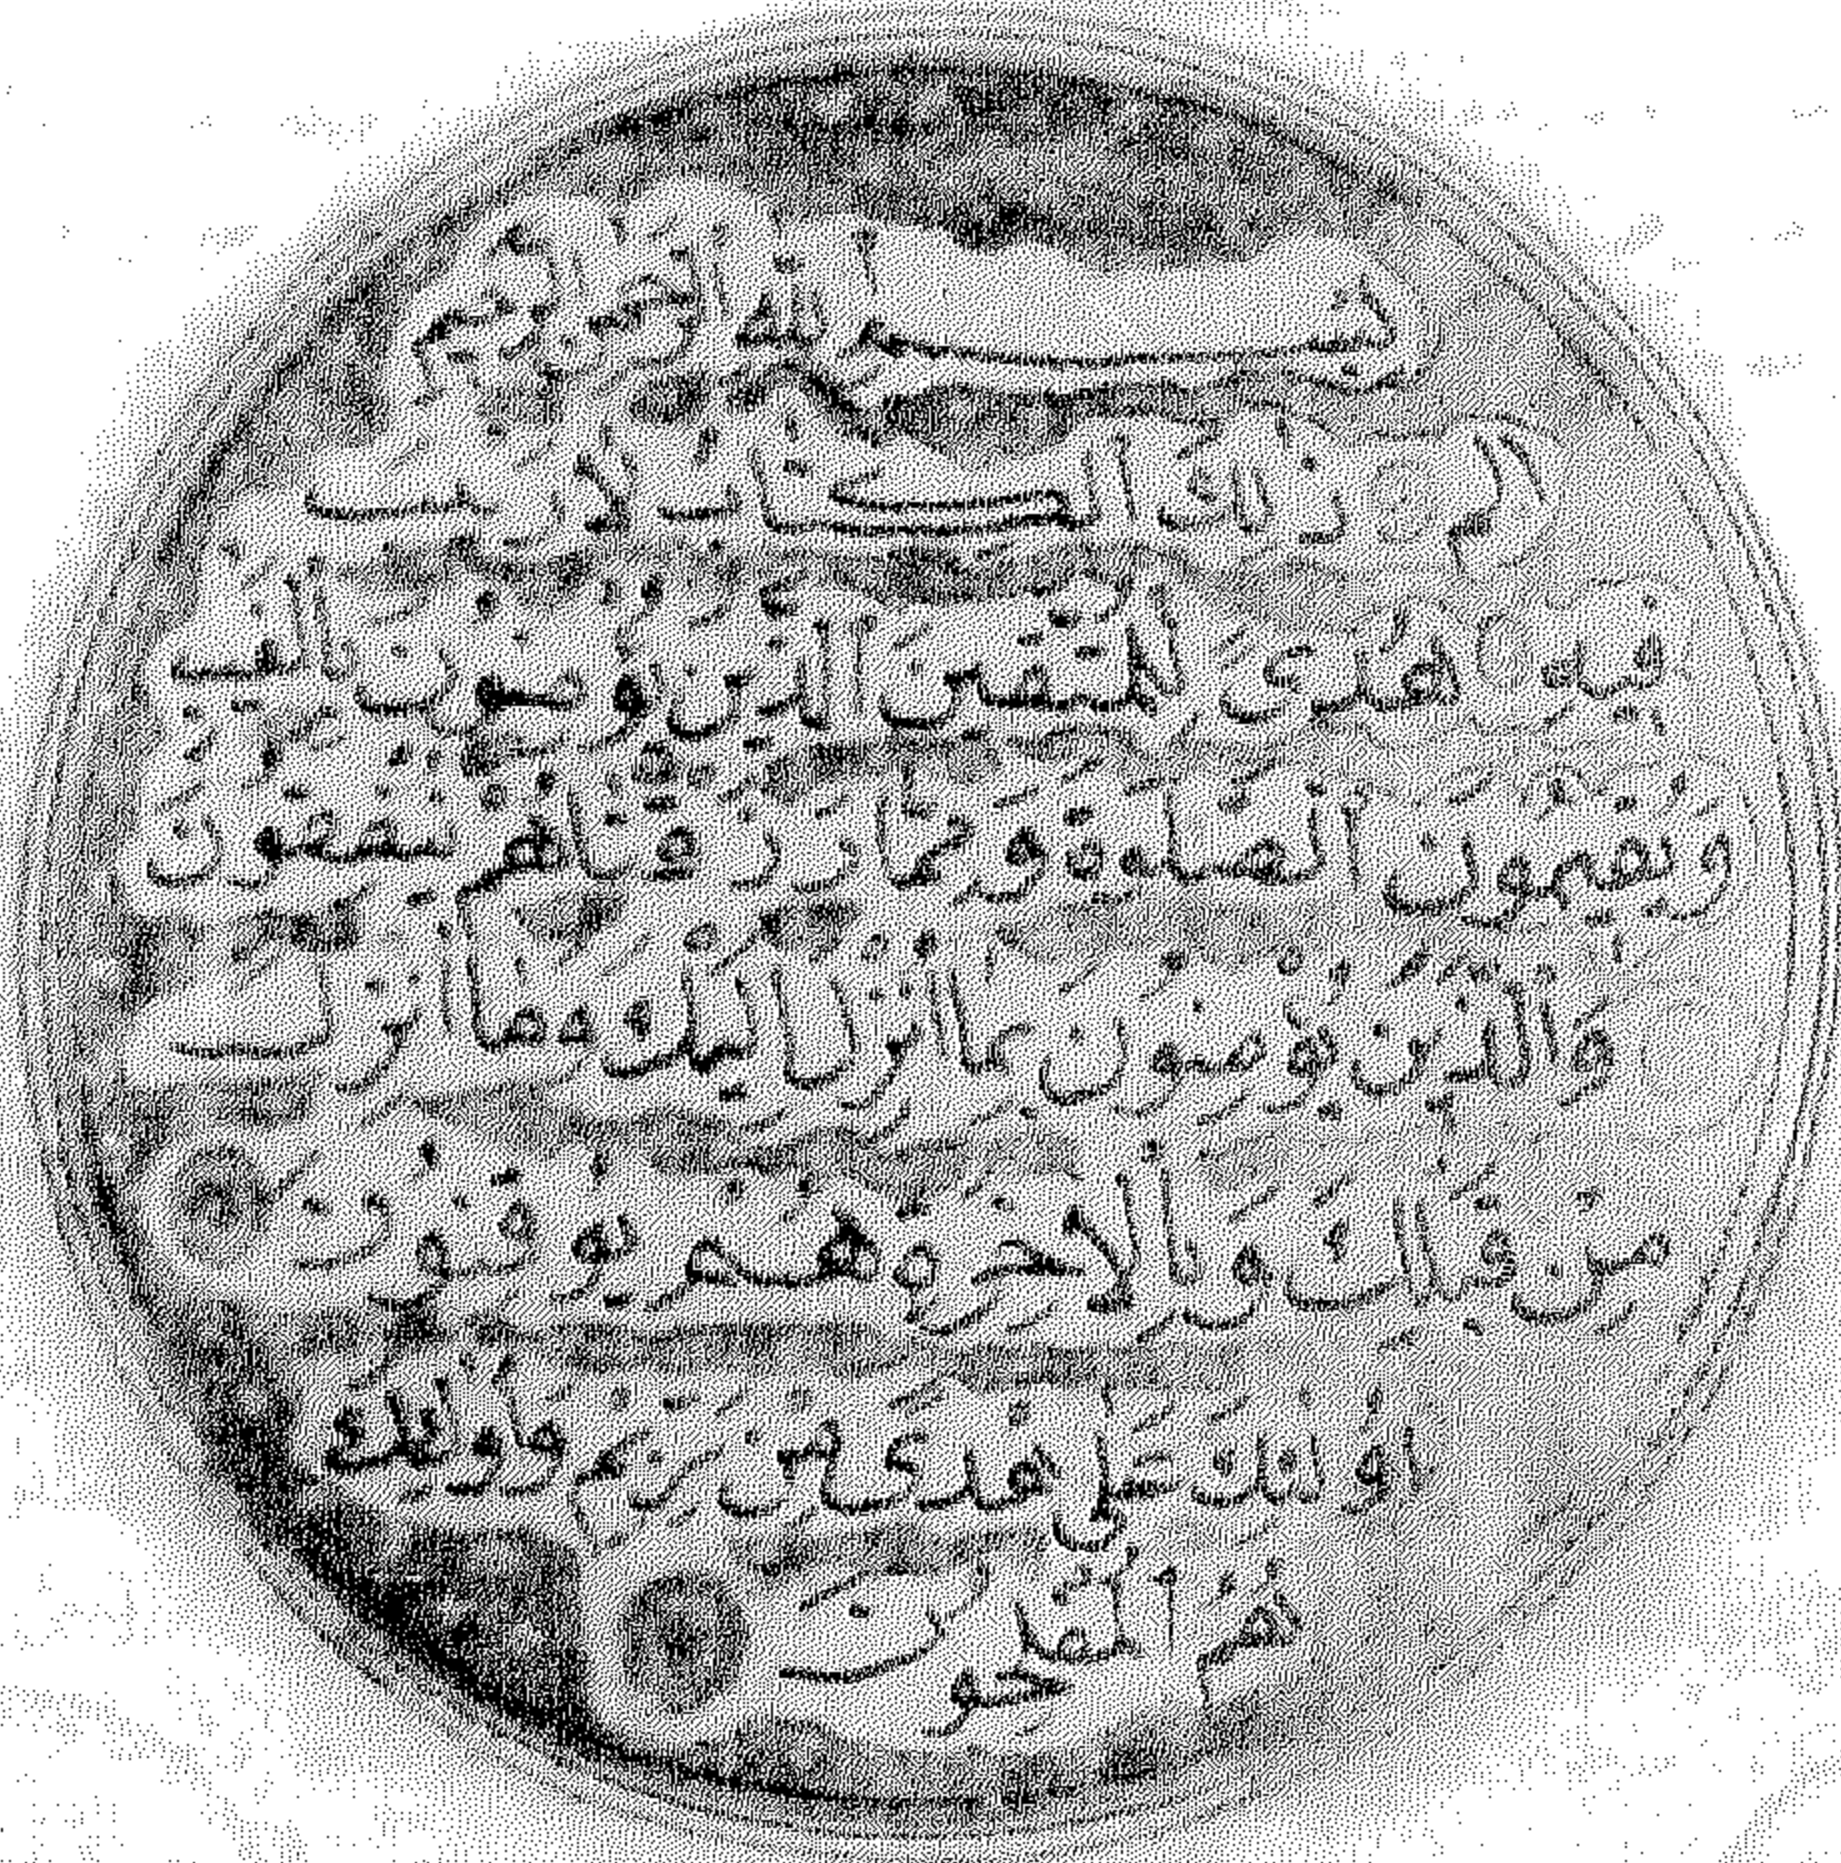 بسم الله الرحمن الرحيم
الم ذلك الكتاب لا ريب
فيه هدى للمتقين الذين يؤمنون بالغيب
ويقيمون الصلوة ومما رزقناهم ينفقون
والذين يؤمنون بما انزل اليك وما انزل
من قبلك وبالاخرة هم يوقنون
اولئك على هدى من ربهم واولئك
هم المفلحون